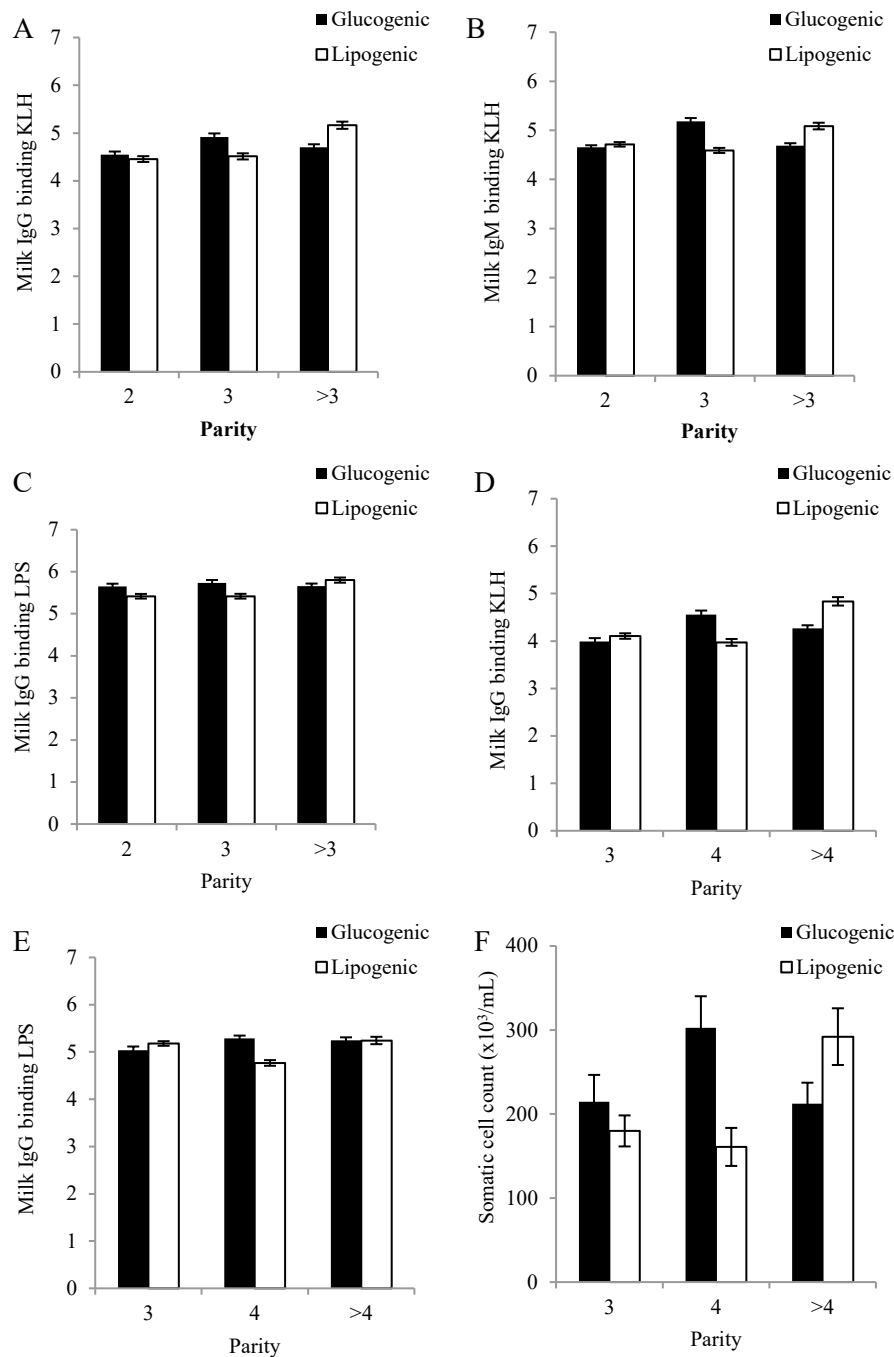 A
Glucogenic
Lipogenic
Milk IgG binding KLH
7
6
5
4
3
2
1
0
2 3 >3
Parity
B
Glucogenic
Lipogenic
Milk IgM binding KLH
7
6
5
4
3
2
1
0
2 3 >3
Parity
C
Glucogenic
Lipogenic
Milk IgG binding LPS
7
6
5
4
3
2
1
0
2 3 >3
Parity
D
Glucogenic
Lipogenic
Milk IgG binding KLH
7
6
5
4
3
2
1
0
3 4 >4
Parity
E
Glucogenic
Lipogenic
Milk IgG binding LPS
7
6
5
4
3
2
1
0
3 4 >4
Parity
F
Glucogenic
Lipogenic
Somatic cell count (x10³/mL)
400
300
200
100
0
3 4 >4
Parity